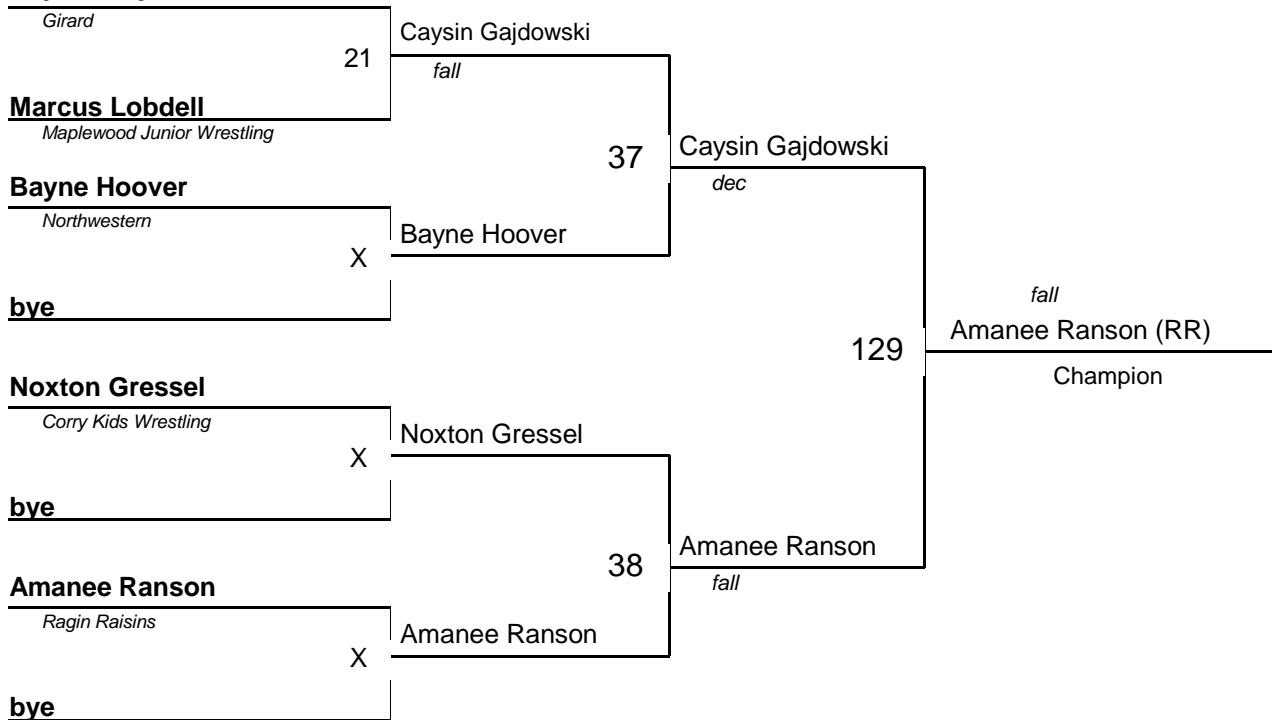 Girard
Caysin Gajdowski
21
fall
Marcus Lobdell
Maplewood Junior Wrestling
37
Caysin Gajdowski
dec
Bayne Hoover
Northwestern
Bayne Hoover
X
bye
fall
Amanee Ranson (RR)
129
Champion
Noxton Gressel
Corry Kids Wrestling
Noxton Gressel
X
bye
Amanee Ranson
38
fall
Amanee Ranson
Ragin Raisins
Amanee Ranson
X
bye